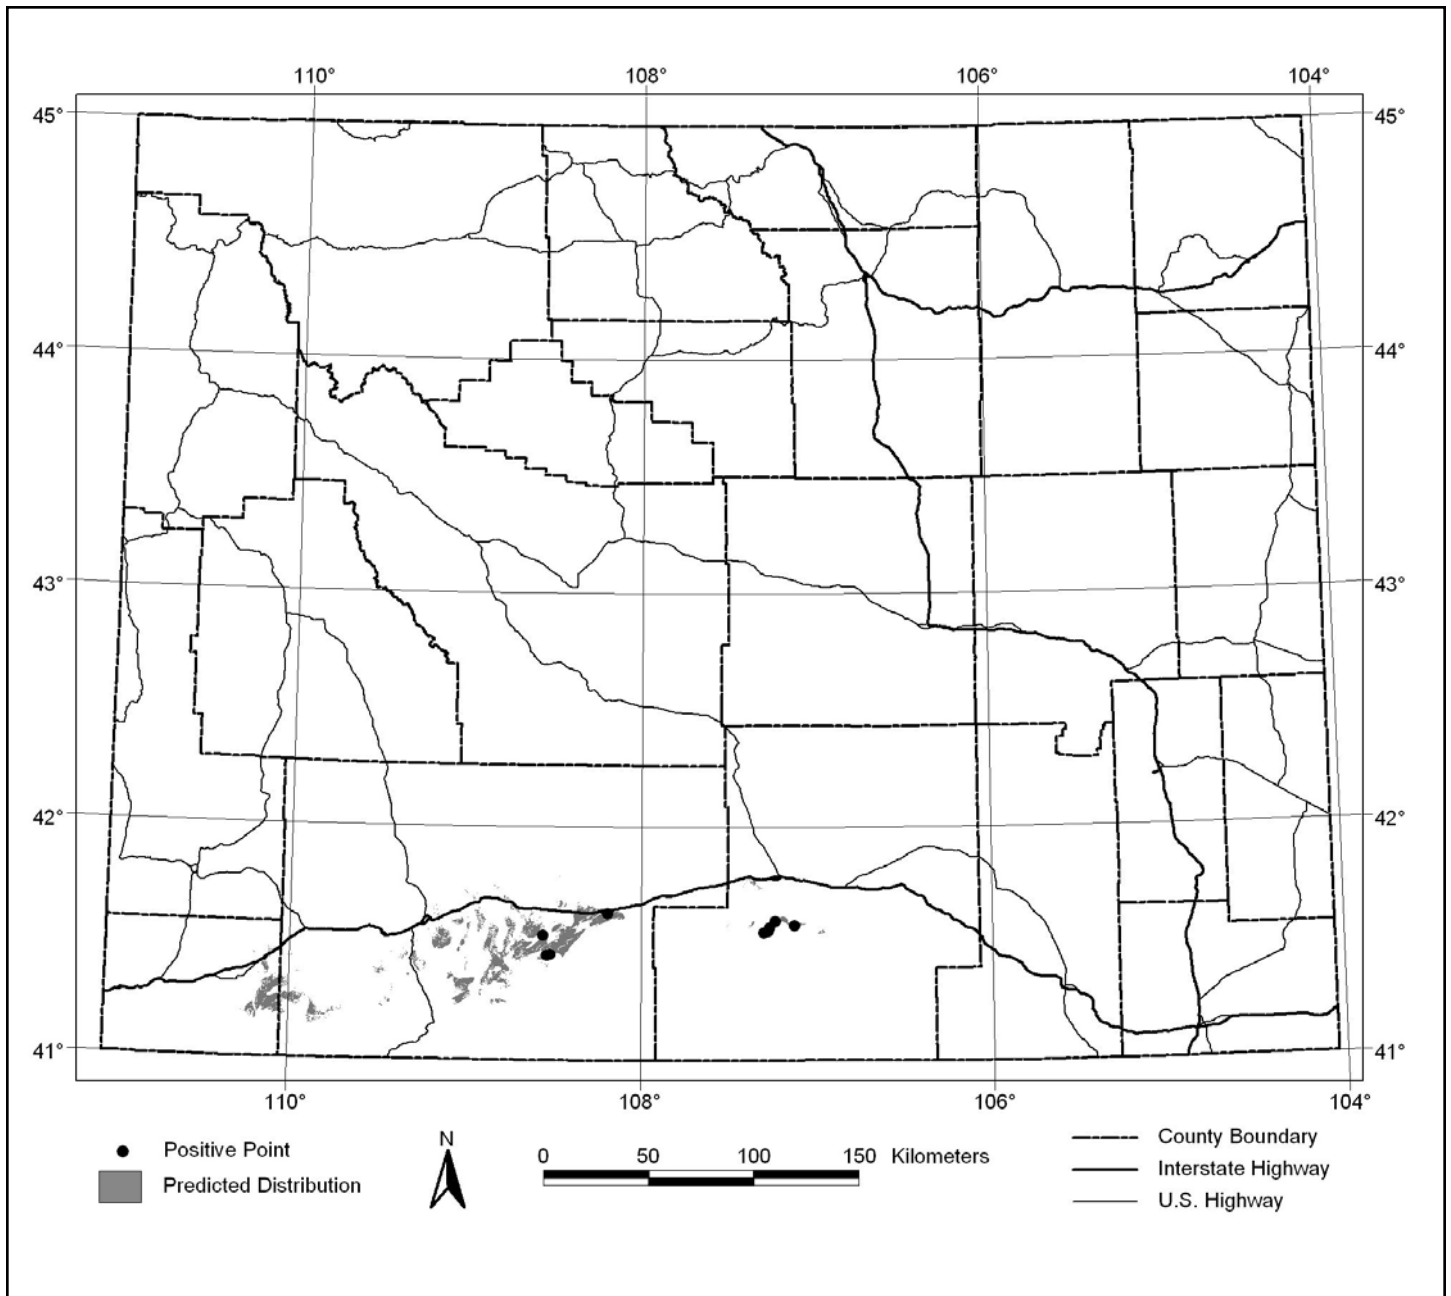 110° 108° 106° 104°
45° 45°
44° 44°
43° 43°
42° 42°
41° 41°
110° 108° 106° 104°
Positive Point
Predicted Distribution
N
0 50 100 150 Kilometers
County Boundary
Interstate Highway
U.S. Highway